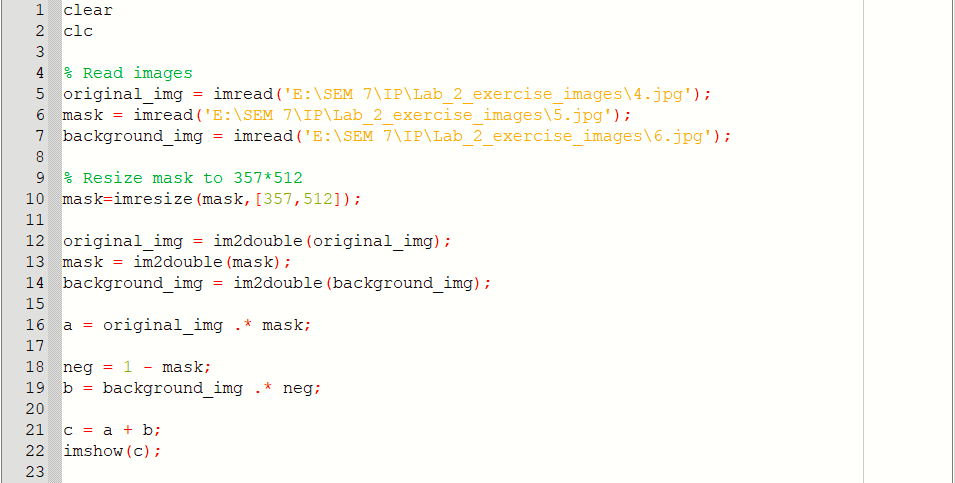 1 clear
2 clc
3
4 % Read images
5 original_img = imread('E:\SEM 7\IP\Lab_2_exercise_images\4.jpg');
6 mask = imread('E:\SEM 7\IP\Lab_2_exercise_images\5.jpg');
7 background_img = imread('E:\SEM 7\IP\Lab_2_exercise_images\6.jpg');
8
9 % Resize mask to 357*512
10 mask=imresize(mask,[357,512]);
11
12 original_img = im2double(original_img);
13 mask = im2double(mask);
14 background_img = im2double(background_img);
15
16 a = original_img .* mask;
17
18 neg = 1 - mask;
19 b = background_img .* neg;
20
21 c = a + b;
22 imshow(c);
23